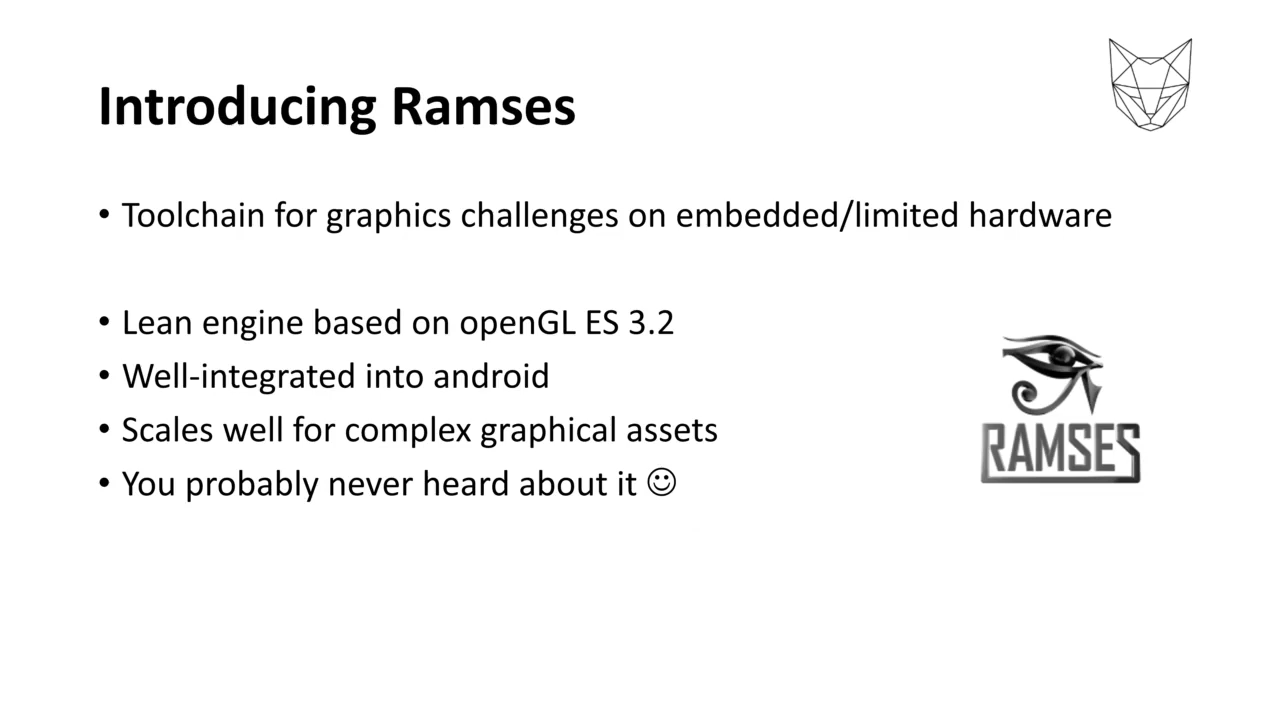 Introducing Ramses
• Toolchain for graphics challenges on embedded/limited hardware
• Lean engine based on openGL ES 3.2
• Well-integrated into android
• Scales well for complex graphical assets
• You probably never heard about it ☺
RAMSES